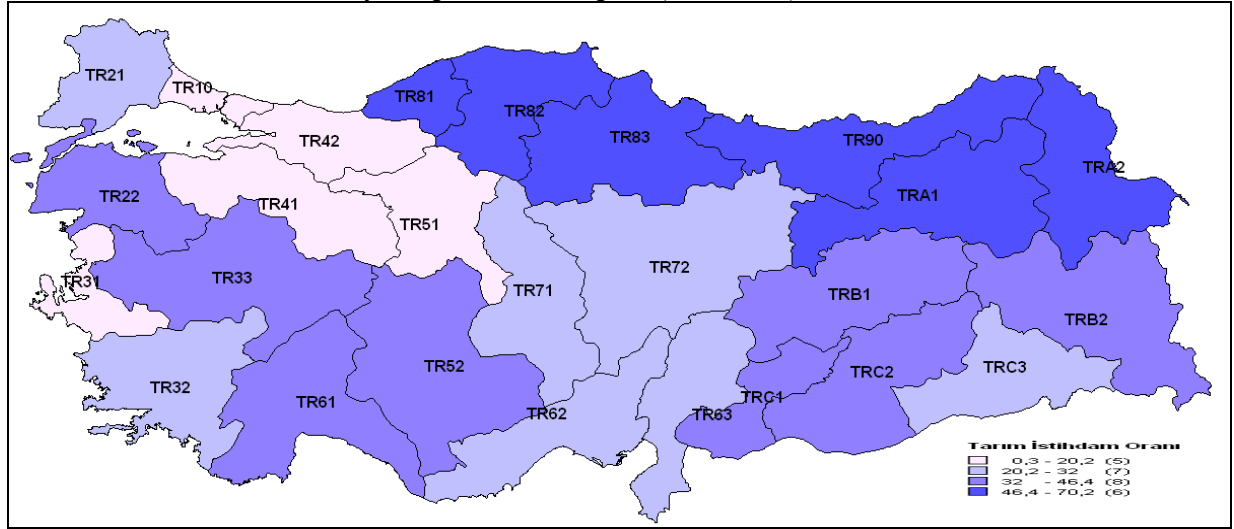 TR21
TR10
TR81
TR82
TR83
TR42
TR90
TRA2
TR22
TR41
TRA1
TR51
TR33
TR31
TR72
TR71
TRB1
TRB2
TR52
TRC2
TRC3
TR32
TR61
TR62
TR63
TRC1
Tarım İstihdam Oranı
0,3 - 20,2 (5)
20,2 - 32 (7)
32 - 46,4 (8)
46,4 - 70,2 (6)